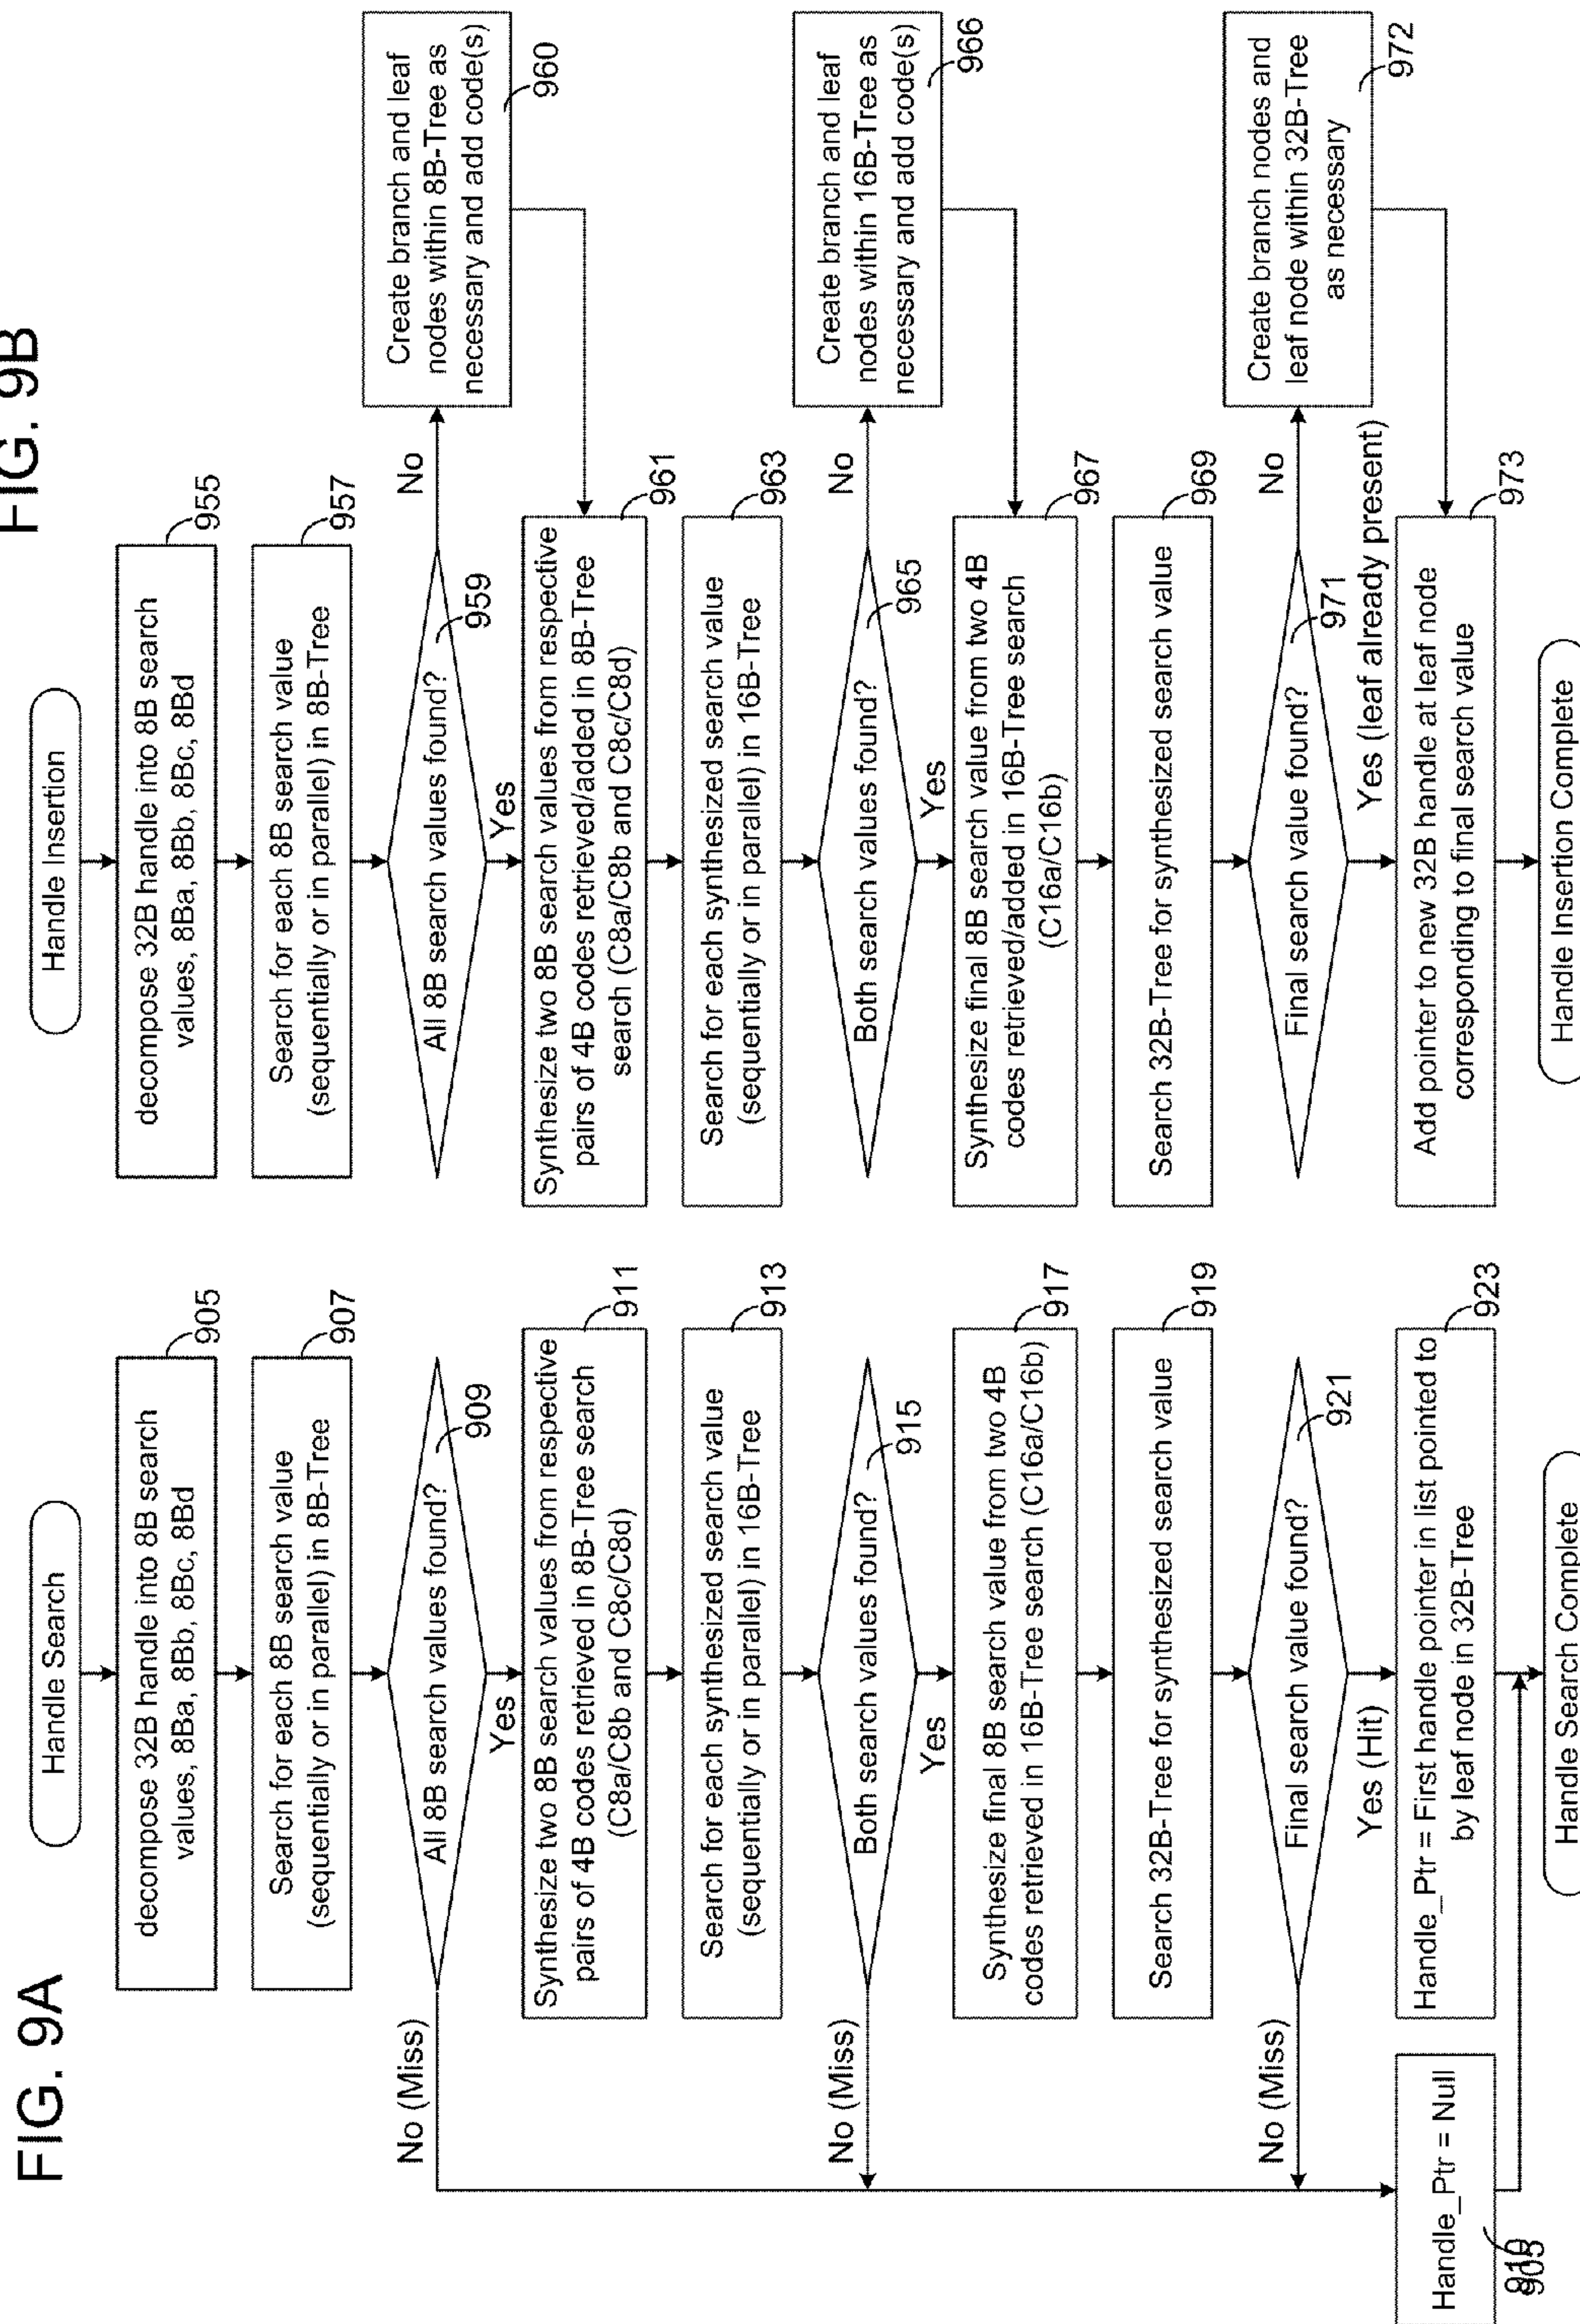 FIG. 9A
Handle Search
decompose 32B handle into 8B search
values, 8Ba, 8Bb, 8Bc, 8Bd
905
Search for each 8B search value
(sequentially or in parallel) in 8B-Tree
907
All 8B search values found?
909
No (Miss)
Yes
Synthesize two 8B search values from respective
pairs of 4B codes retrieved in 8B-Tree search
(C8a/C8b and C8c/C8d)
911
Search for each synthesized search value
(sequentially or in parallel) in 16B-Tree
913
Both search values found?
915
No (Miss)
Yes
Synthesize final 8B search value from two 4B
codes retrieved in 16B-Tree search (C16a/C16b)
917
Search 32B-Tree for synthesized search value
919
Final search value found?
921
No (Miss)
Yes (Hit)
Handle_Ptr = Null
Handle_Ptr = First handle pointer in list pointed to
by leaf node in 32B-Tree
923
Handle Search Complete
FIG. 9B
Handle Insertion
decompose 32B handle into 8B search
values, 8Ba, 8Bb, 8Bc, 8Bd
955
Search for each 8B search value
(sequentially or in parallel) in 8B-Tree
957
All 8B search values found?
959
No
Create branch and leaf
nodes within 8B-Tree as
necessary and add code(s)
960
Yes
Synthesize two 8B search values from respective
pairs of 4B codes retrieved/added in 8B-Tree
search (C8a/C8b and C8c/C8d)
961
Search for each synthesized search value
(sequentially or in parallel) in 16B-Tree
963
Both search values found?
965
No
Create branch and leaf
nodes within 16B-Tree as
necessary and add code(s)
966
Yes
Synthesize final 8B search value from two 4B
codes retrieved/added in 16B-Tree search
(C16a/C16b)
967
Search 32B-Tree for synthesized search value
969
Final search value found?
971
No
Create branch nodes and
leaf node within 32B-Tree
as necessary
972
Yes (leaf already present)
Add pointer to new 32B handle at leaf node
corresponding to final search value
973
Handle Insertion Complete